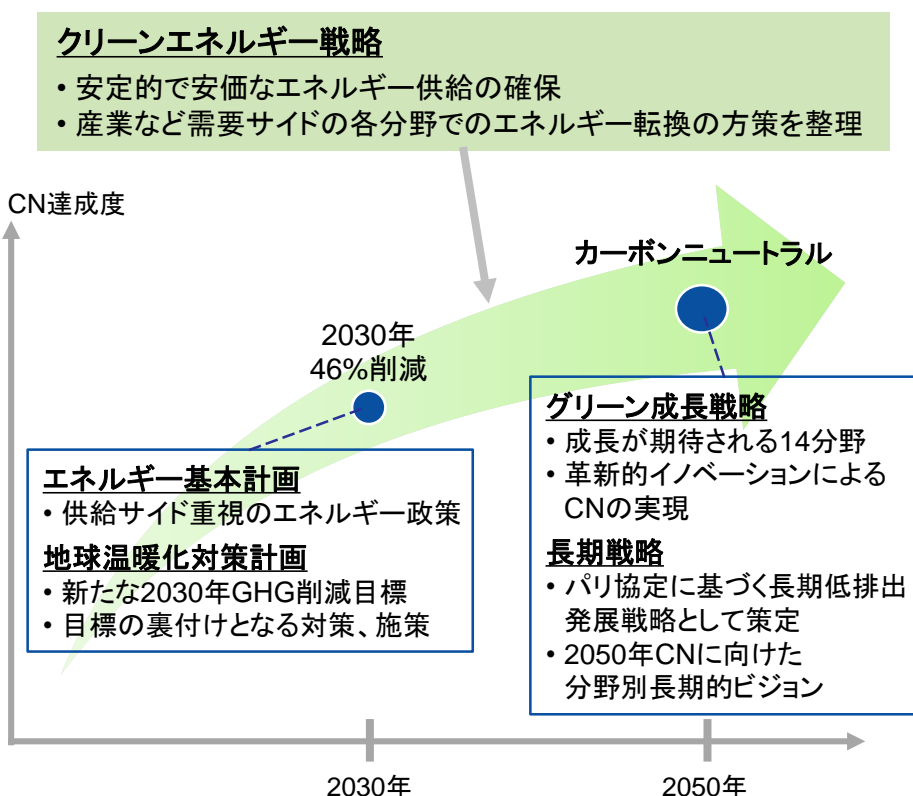 クリーンエネルギー戦略
• 安定的で安価なエネルギー供給の確保
• 産業など需要サイドの各分野でのエネルギー転換の方策を整理
CN達成度
カーボンニュートラル
2030年
46%削減
エネルギー基本計画
• 供給サイド重視のエネルギー政策
地球温暖化対策計画
• 新たな2030年GHG削減目標
• 目標の裏付けとなる対策、施策
グリーン成長戦略
• 成長が期待される14分野
• 革新的イノベーションによる
CNの実現
長期戦略
• パリ協定に基づく長期低排出
発展戦略として策定
• 2050年CNに向けた
分野別長期的ビジョン
2030年
2050年